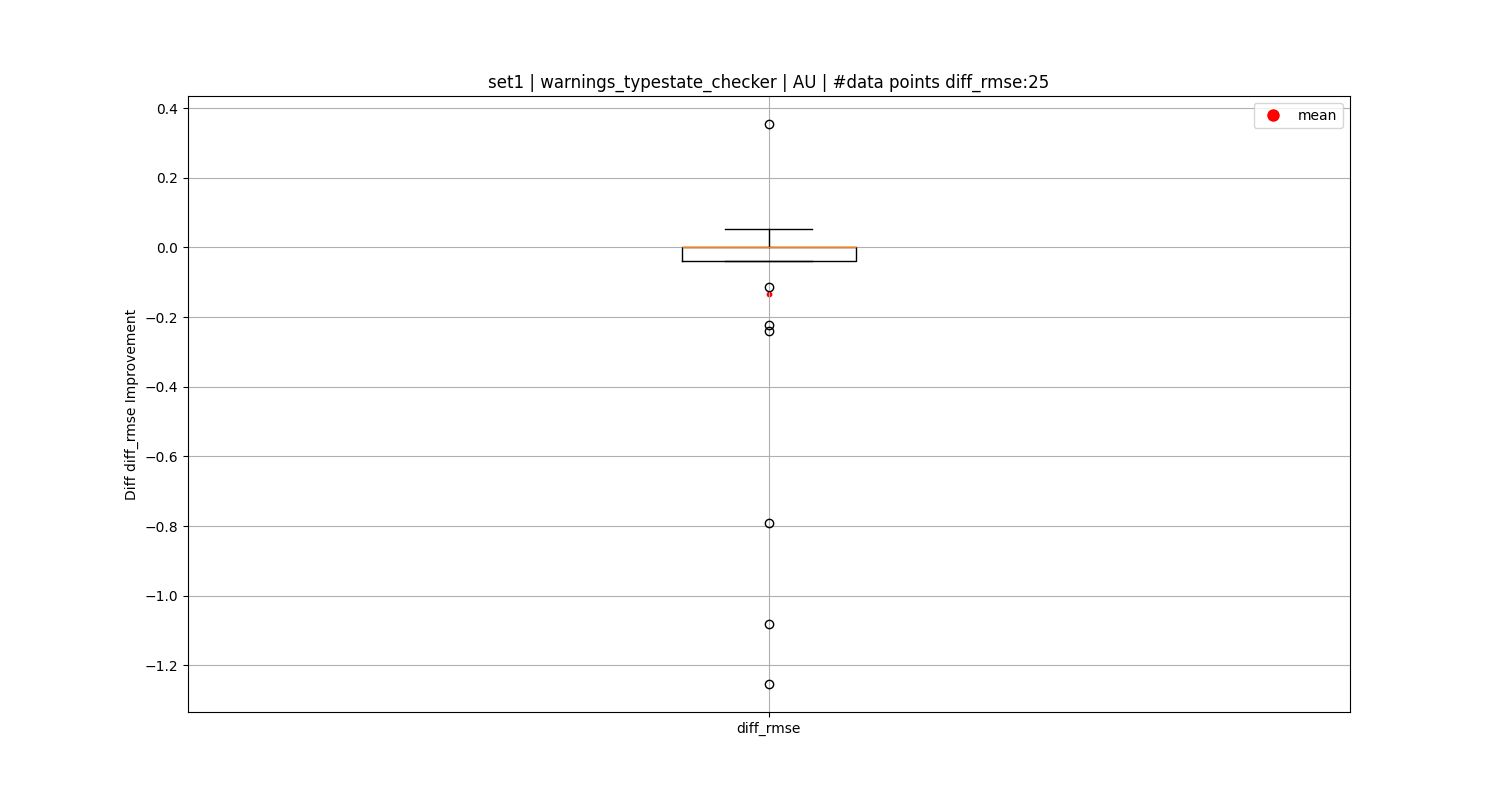 set1 | warnings_typestate_checker | AU | #data points diff_rmse:25
mean
0.4
0.2
0.0
−0.2
−0.4
−0.6
−0.8
−1.0
−1.2
Diff diff_rmse Improvement
diff_rmse